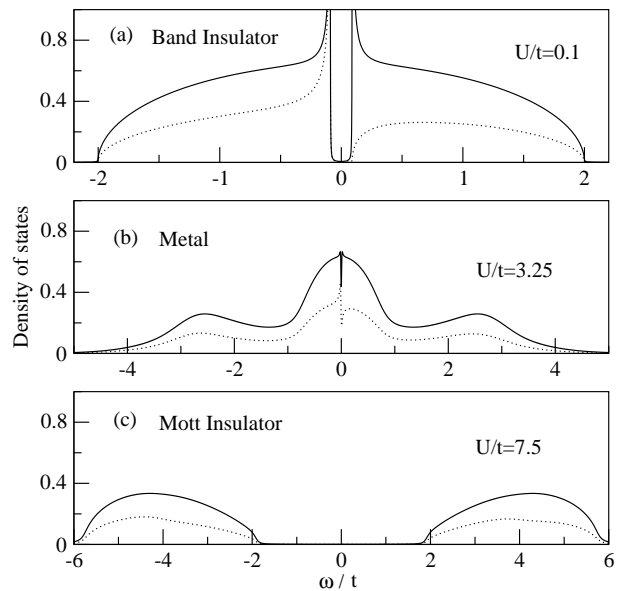 (a) Band Insulator U/t=0.1
0.8
0.4
0
-2 -1 0 1 2
(b) Metal U/t=3.25
0.8
0.4
0
-4 -2 0 2 4
Density of states
(c) Mott Insulator U/t=7.5
0.8
0.4
0
-6 -4 -2 0 2 4 6
ω/t